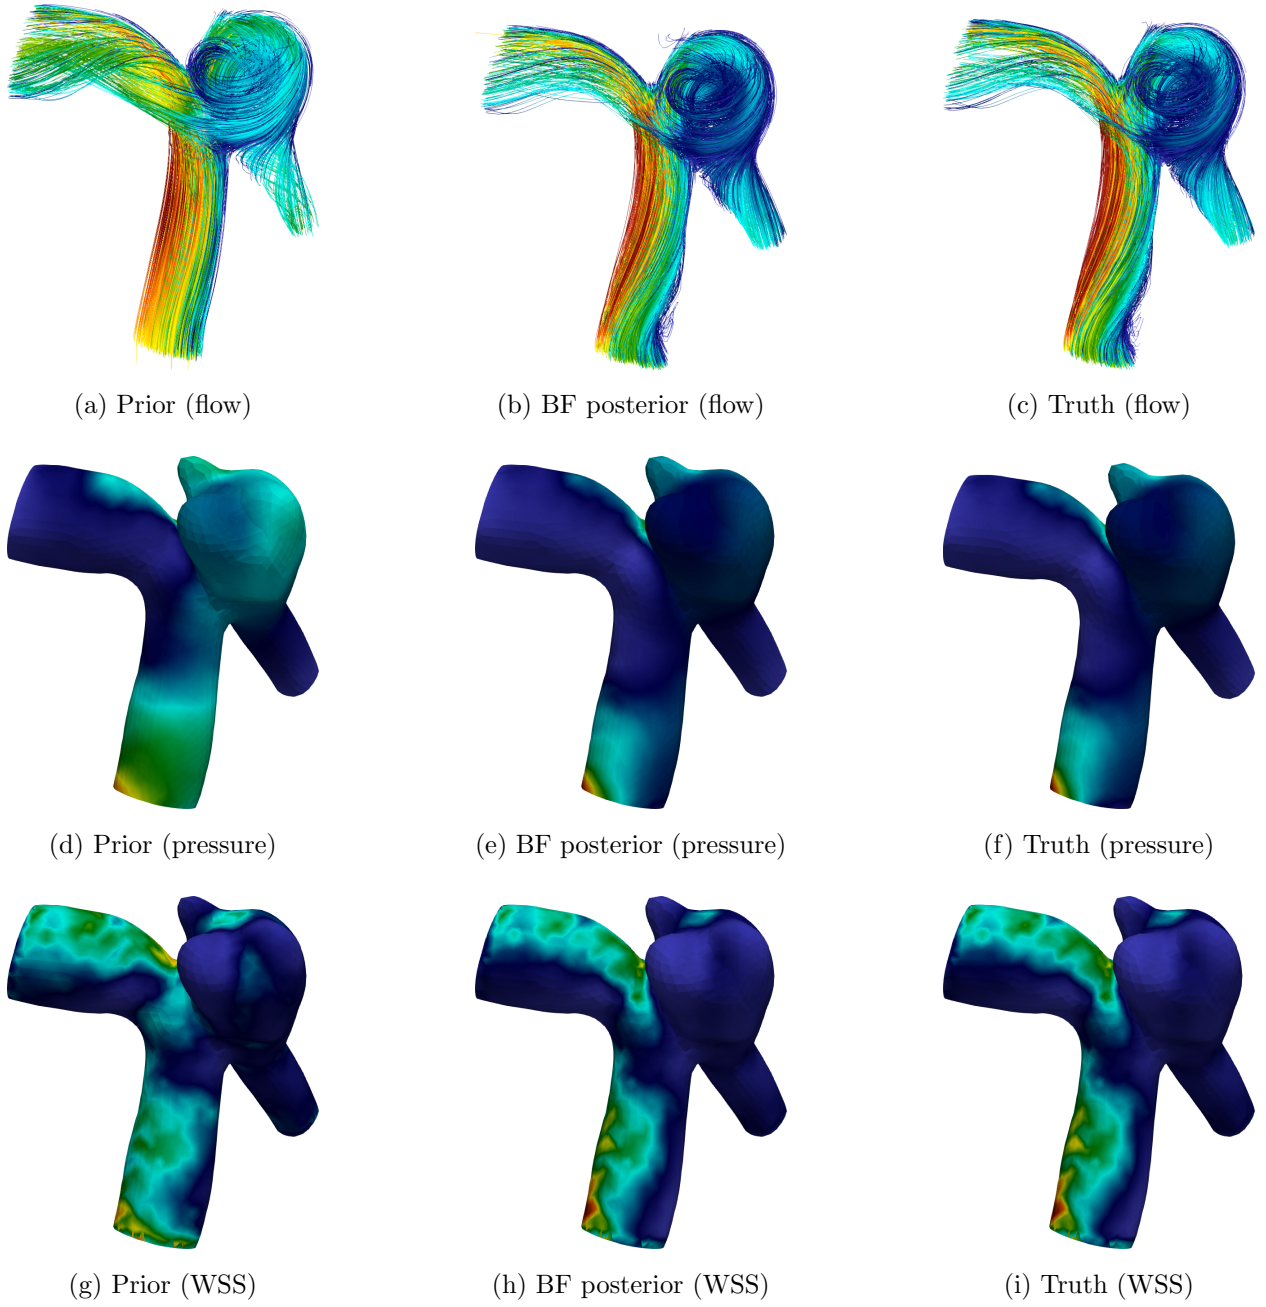 (a) Prior (flow)
(b) BF posterior (flow)
(c) Truth (flow)
(d) Prior (pressure)
(e) BF posterior (pressure)
(f) Truth (pressure)
(g) Prior (WSS)
(h) BF posterior (WSS)
(i) Truth (WSS)